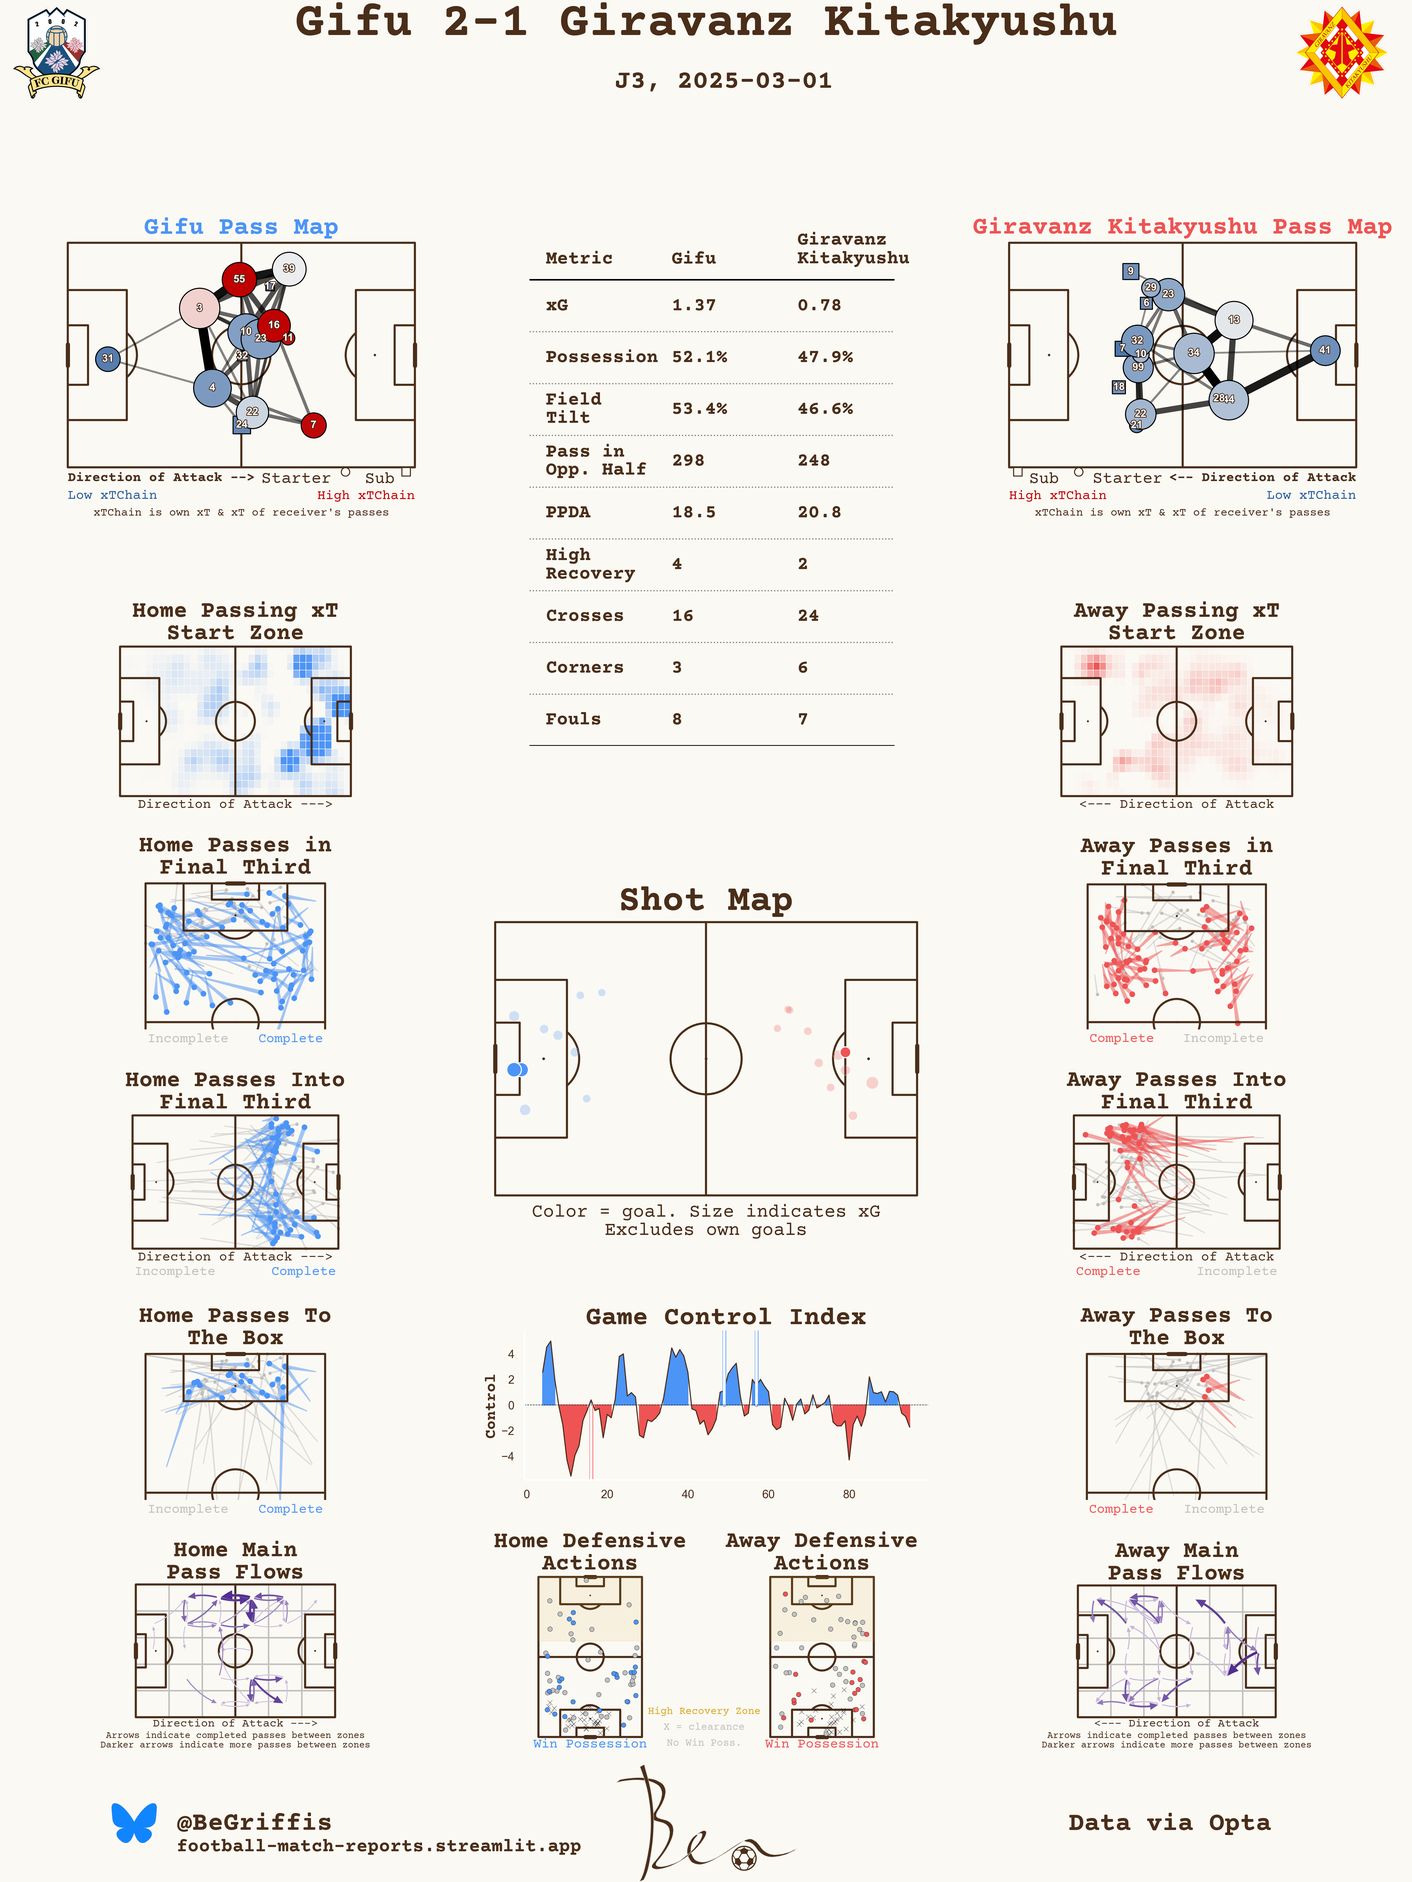 Gifu 2-1 Giravanz Kitakyushu
J3, 2025-03-01
FC GIFU
GIRAVANZ
KITAKYUSHU
Gifu Pass Map
39
55
17
3
16
10
23
11
32
31
4
22
24
7
Direction of Attack --> Starter Sub
Low xTChain High xTChain
xTChain is own xT & xT of receiver's passes
Metric Gifu Giravanz
Kitakyushu
xG 1.37 0.78
Possession 52.1% 47.9%
Field
Tilt 53.4% 46.6%
Pass in
Opp. Half 298 248
PPDA 18.5 20.8
High
Recovery 4 2
Crosses 16 24
Corners 3 6
Fouls 8 7
Giravanz Kitakyushu Pass Map
9
29
23
6
13
32
7
10
34
41
99
18
28
44
22
21
Sub Starter <-- Direction of Attack
High xTChain Low xTChain
xTChain is own xT & xT of receiver's passes
Home Passing xT
Start Zone
Direction of Attack --->
Away Passing xT
Start Zone
<--- Direction of Attack
Home Passes in
Final Third
Incomplete Complete
Away Passes in
Final Third
Complete Incomplete
Shot Map
Color = goal. Size indicates xG
Excludes own goals
Home Passes Into
Final Third
Direction of Attack --->
Incomplete Complete
Away Passes Into
Final Third
<--- Direction of Attack
Complete Incomplete
Home Passes To
The Box
Incomplete Complete
Game Control Index
Control
4
2
0
−2
−4
0 20 40 60 80
Away Passes To
The Box
Complete Incomplete
Home Main
Pass Flows
Direction of Attack --->
Arrows indicate completed passes between zones
Darker arrows indicate more passes between zones
Home Defensive
Actions
Win Possession
High Recovery Zone
X = clearance
No Win Poss.
Away Defensive
Actions
Win Possession
Away Main
Pass Flows
<--- Direction of Attack
Arrows indicate completed passes between zones
Darker arrows indicate more passes between zones
@BeGriffis
football-match-reports.streamlit.app
Ben
Data via Opta